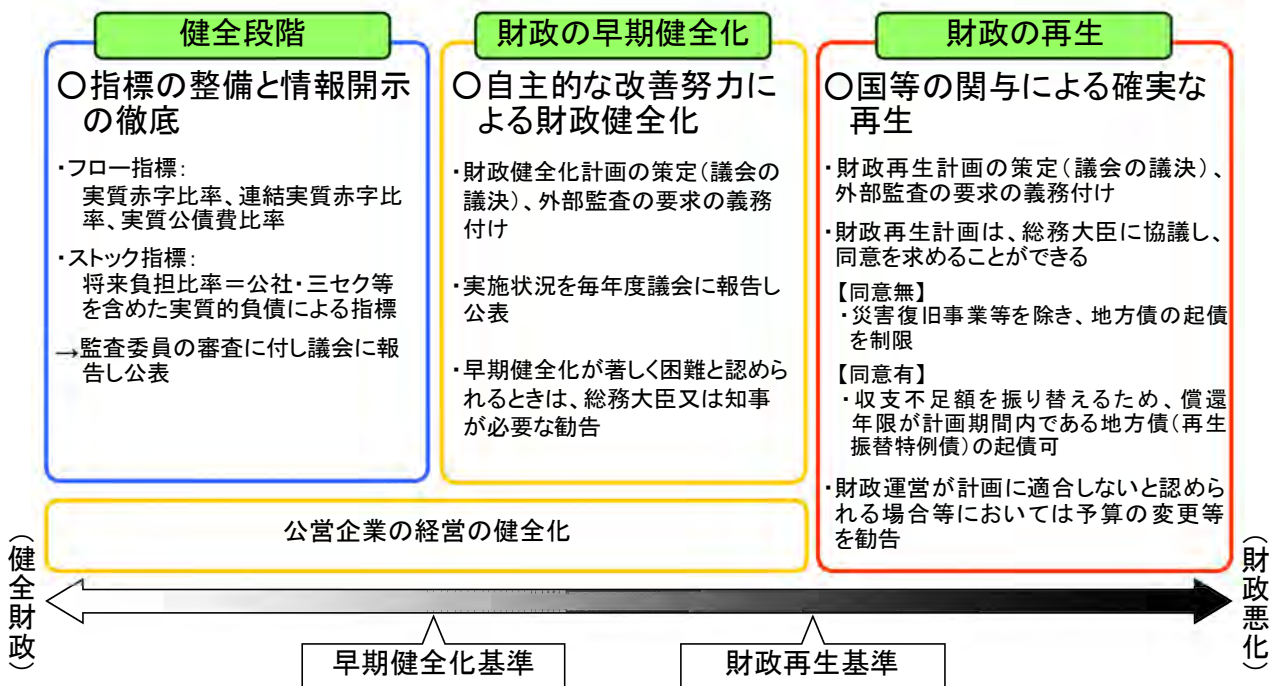 健全段階
〇指標の整備と情報開示
の徹底
・フロー指標：
実質赤字比率、連結実質赤字比
率、実質公債費比率
・ストック指標：
将来負担比率＝公社・三セク等
を含めた実質的負債による指標
→監査委員の審査に付し議会に報
告し公表
財政の早期健全化
〇自主的な改善努力に
よる財政健全化
・財政健全化計画の策定（議会の
議決）、外部監査の要求の義務
付け
・実施状況を毎年度議会に報告し
公表
・早期健全化が著しく困難と認めら
れるときは、総務大臣又は知事
が必要な勧告
財政の再生
〇国等の関与による確実な
再生
・財政再生計画の策定（議会の議決）、
外部監査の要求の義務付け
・財政再生計画は、総務大臣に協議し、
同意を求めることができる
【同意無】
・災害復旧事業等を除き、地方債の起債
を制限
【同意有】
・収支不足額を振り替えるため、償還
年限が計画期間内である地方債（再生
振替特例債）の起債可
・財政運営が計画に適合しないと認めら
れる場合等においては予算の変更等
を勧告
公営企業の経営の健全化
（健全財政）
（財政悪化）
早期健全化基準
財政再生基準